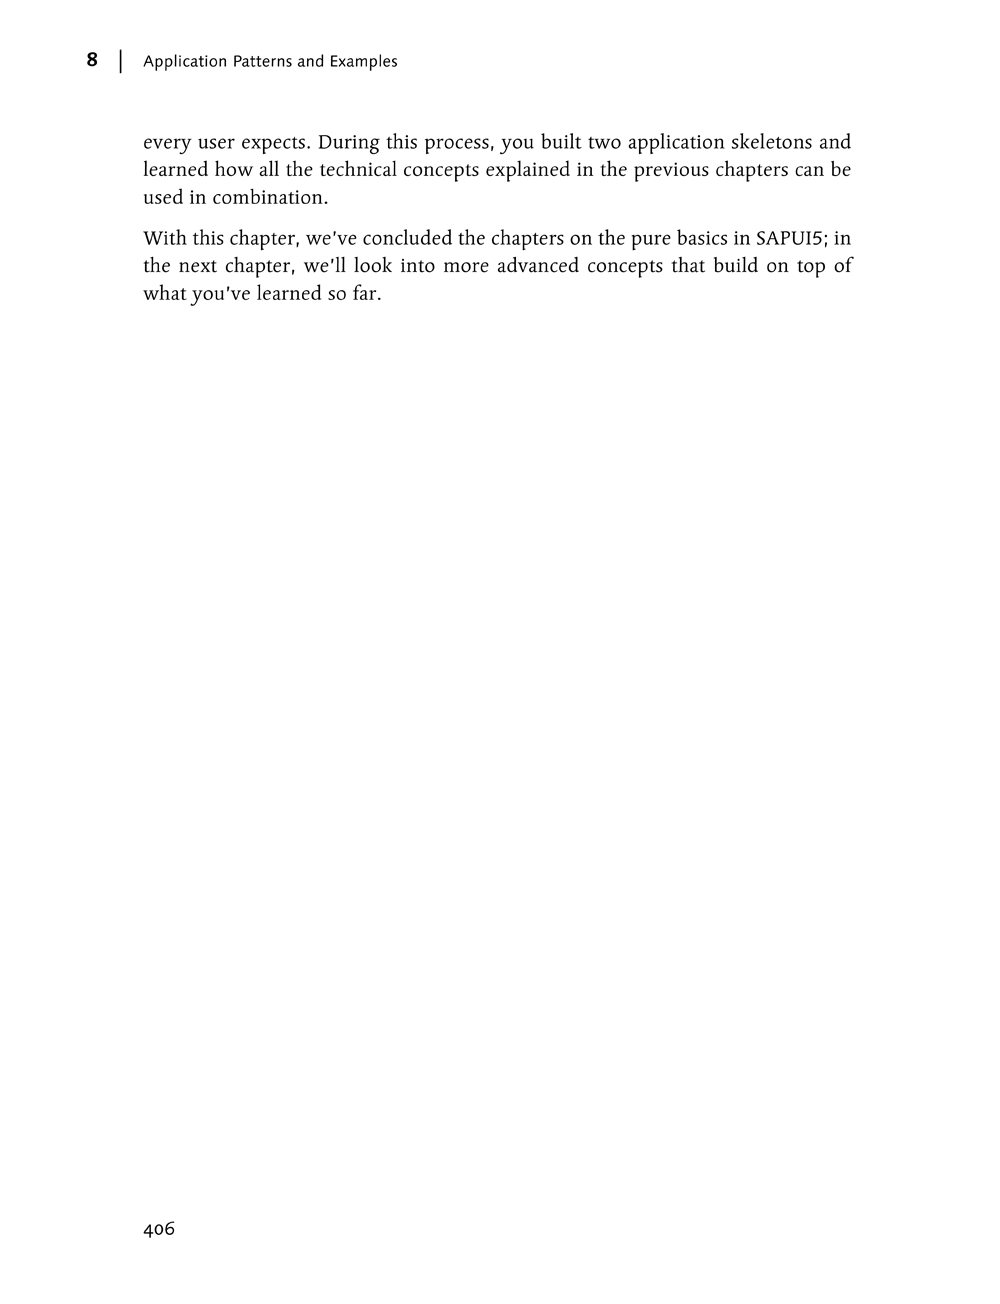 8 | Application Patterns and Examples
every user expects. During this process, you built two application skeletons and
learned how all the technical concepts explained in the previous chapters can be
used in combination.
With this chapter, we've concluded the chapters on the pure basics in SAPUI5; in
the next chapter, we'll look into more advanced concepts that build on top of
what you've learned so far.
406